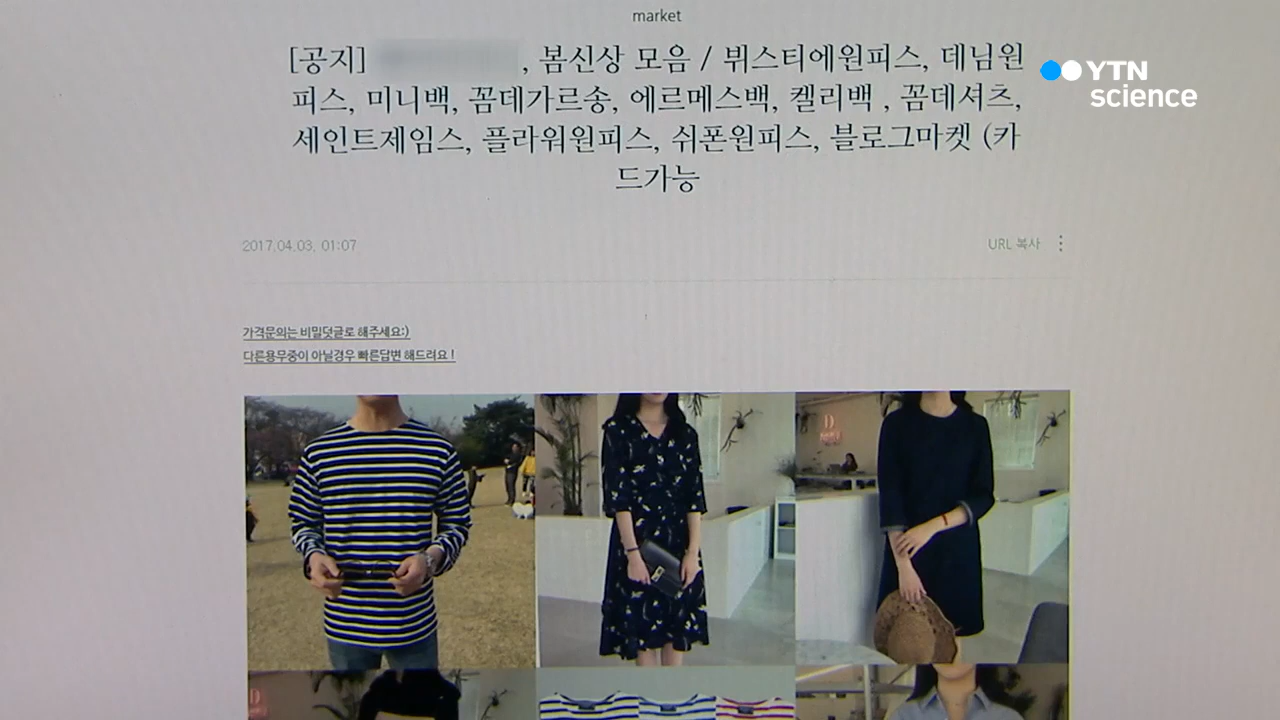 market
[공지] , 봄신상 모음 / 뷔스티에원피스, 데님원
피스, 미니백, 꼼데가르송, 에르메스백, 켈리백 , 꼼데셔츠,
세인트제임스, 플라워원피스, 쉬폰원피스, 블로그마켓 (카
드가능
YTN
science
2017.04.03. 01:07
URL 복사
가격문의는 비밀덧글로 해주세요:)
다른용무중이 아닐경우 빠른답변 해드려요 !